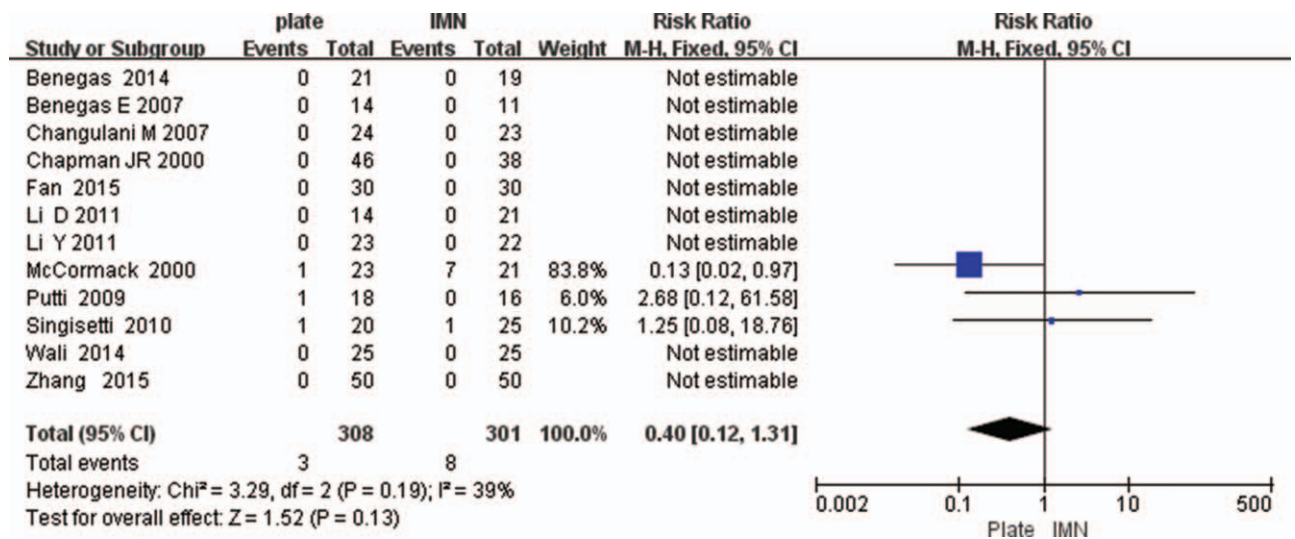 plate IMN Risk Ratio Risk Ratio
Study or Subgroup Events Total Events Total Weight M-H, Fixed, 95% CI M-H, Fixed, 95% CI
Benegas 2014 0 21 0 19 Not estimable
Benegas E 2007 0 14 0 11 Not estimable
Changulani M 2007 0 24 0 23 Not estimable
Chapman JR 2000 0 46 0 38 Not estimable
Fan 2015 0 30 0 30 Not estimable
Li D 2011 0 14 0 21 Not estimable
Li Y 2011 0 23 0 22 Not estimable
McCormack 2000 1 23 7 21 83.8% 0.13 [0.02, 0.97]
Putti 2009 1 18 0 16 6.0% 2.68 [0.12, 61.58]
Singisetti 2010 1 20 1 25 10.2% 1.25 [0.08, 18.76]
Wali 2014 0 25 0 25 Not estimable
Zhang 2015 0 50 0 50 Not estimable
Total (95% CI) 308 301 100.0% 0.40 [0.12, 1.31]
Total events 3 8
Heterogeneity: Chi² = 3.29, df = 2 (P = 0.19); I² = 39%
Test for overall effect: Z = 1.52 (P = 0.13)
0.002 0.1 1 10 500
Plate IMN